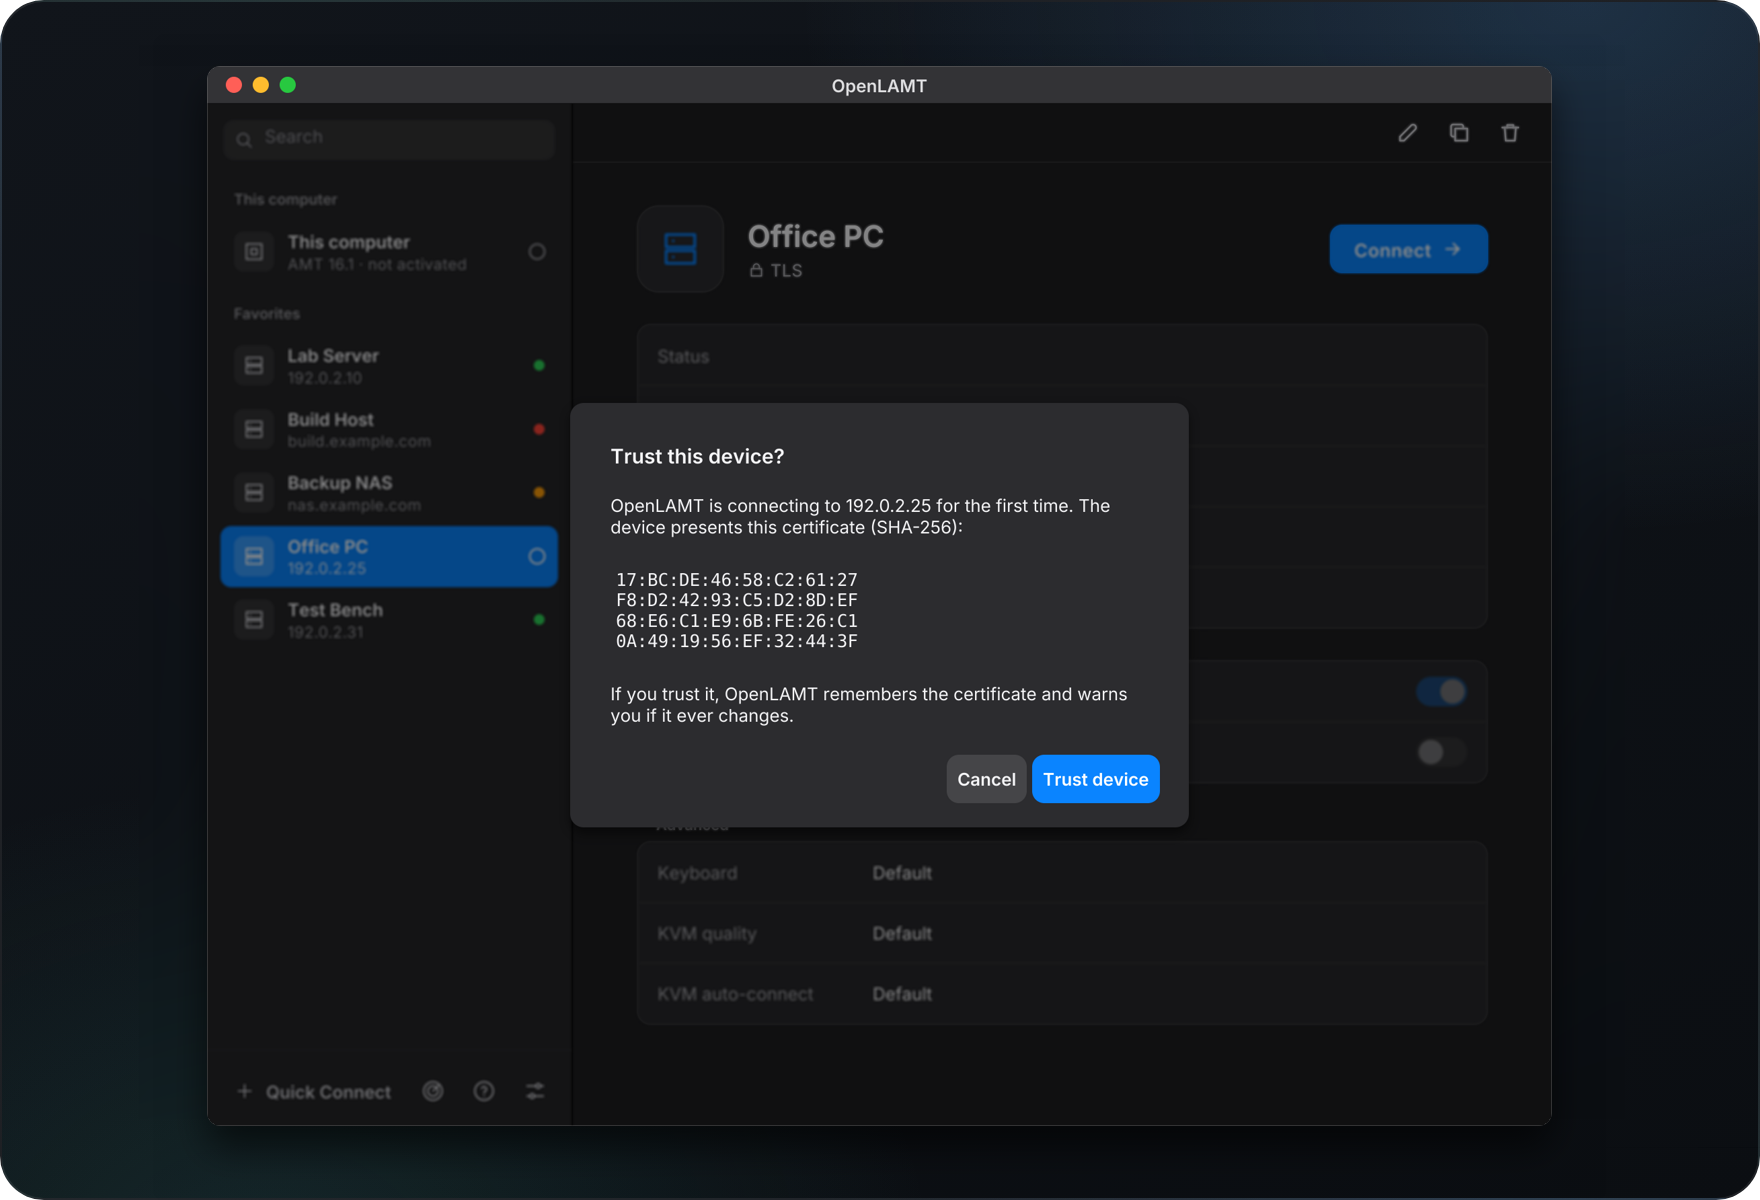 OpenLAMT
Search
This computer
This computer
AMT 16.1 · not activated
Favorites
Lab Server
192.0.2.10
Build Host
build.example.com
Backup NAS
nas.example.com
Office PC
192.0.2.25
Test Bench
192.0.2.31
Quick Connect
Office PC
TLS
Connect
Status
Trust this device?
OpenLAMT is connecting to 192.0.2.25 for the first time. The
device presents this certificate (SHA-256):
17:BC:DE:46:58:C2:61:27
F8:D2:42:93:C5:D2:8D:EF
68:E6:C1:E9:6B:FE:26:C1
0A:49:19:56:EF:32:44:3F
If you trust it, OpenLAMT remembers the certificate and warns
you if it ever changes.
Cancel
Trust device
Advanced
Keyboard Default
KVM quality Default
KVM auto-connect Default